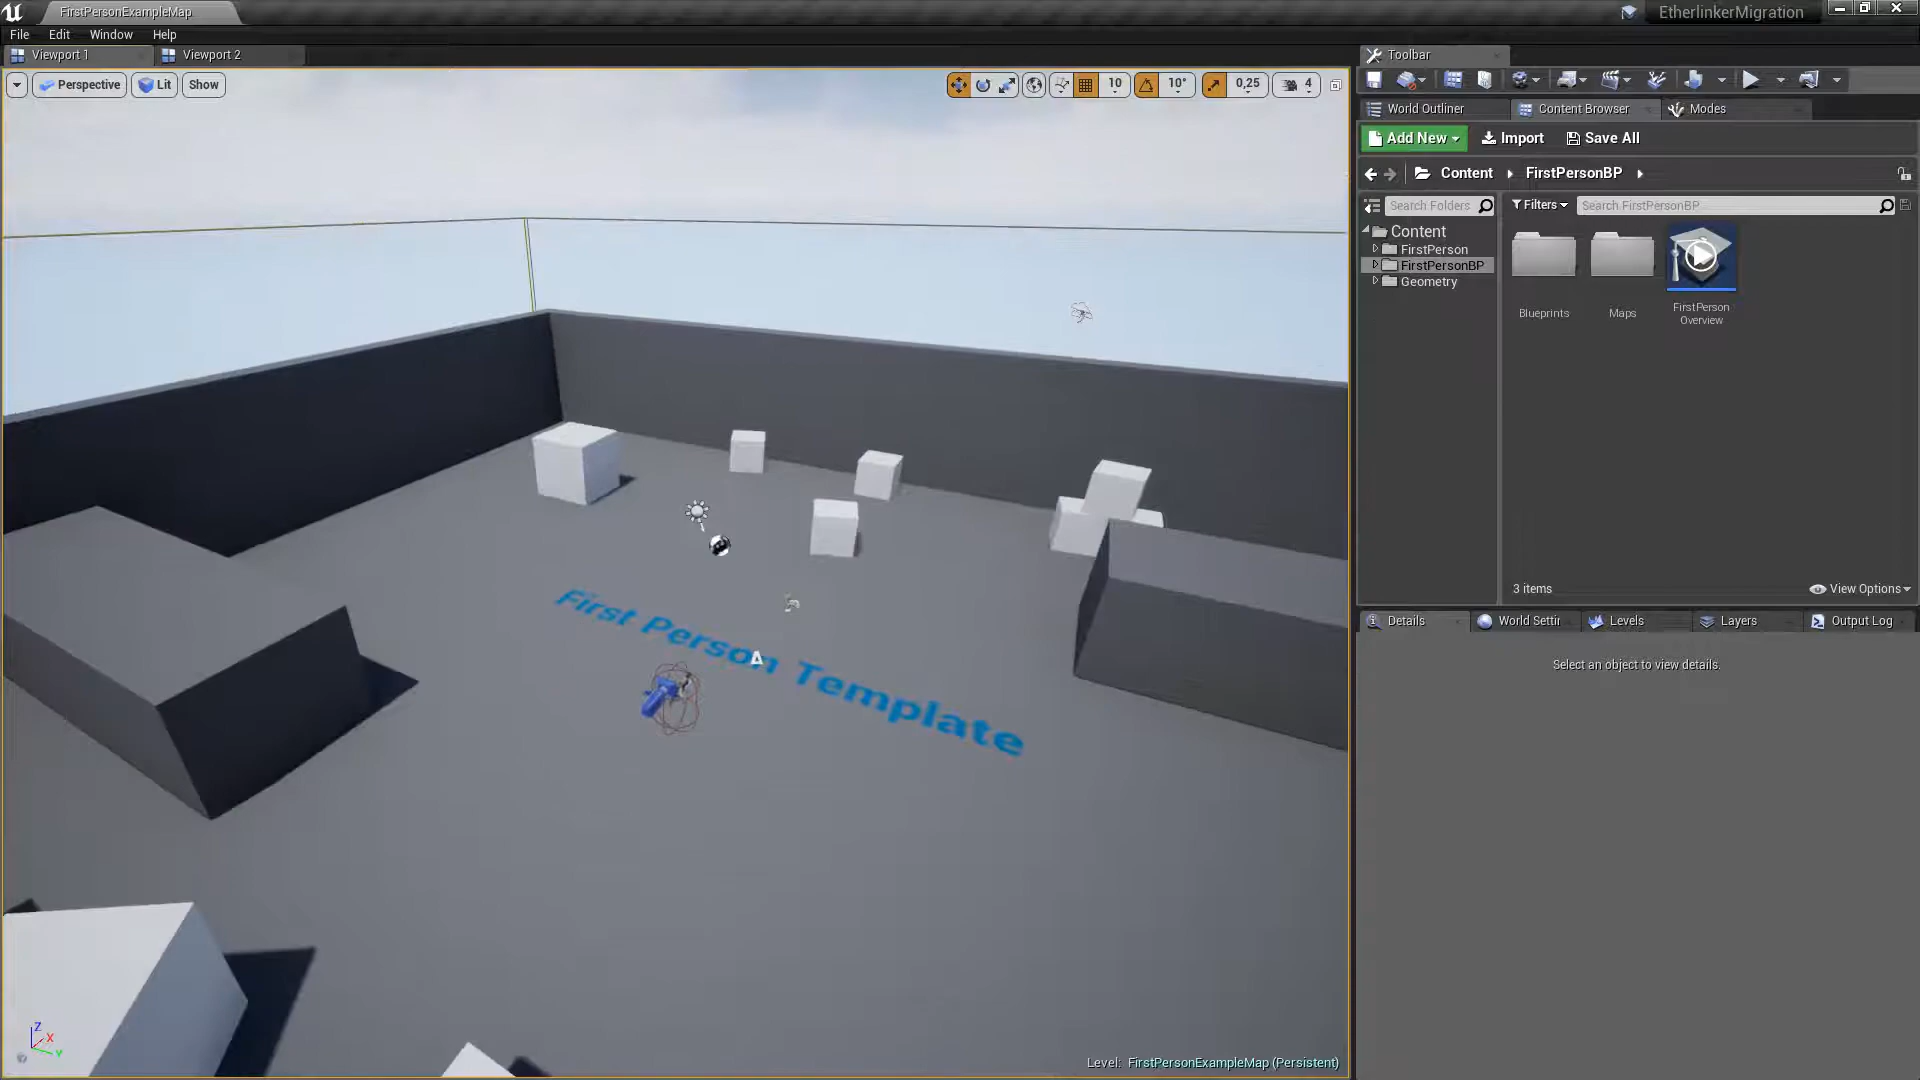 FirstPersonExampleMap
EtherlinkerMigration
File Edit Window Help
Viewport 1 Viewport 2
Toolbar
Perspective Lit Show
10 10° 0,25 4
World Outliner Content Browser Modes
Add New Import Save All
Content FirstPersonBP
Search Folders
Filters Search FirstPersonBP
Content
FirstPerson
FirstPersonBP
Geometry
Blueprints
Maps
FirstPerson
Overview
3 items
View Options
Details World Settin Levels Layers Output Log
Select an object to view details.
First Person Template
Z
X
Y
Level: FirstPersonExampleMap (Persistent)